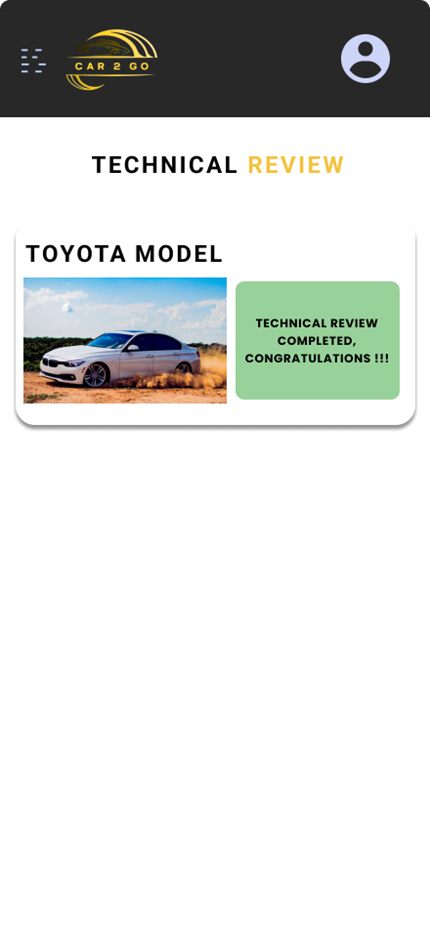 CAR 2 GO
TECHNICAL REVIEW
TOYOTA MODEL
TECHNICAL REVIEW
COMPLETED,
CONGRATULATIONS !!!